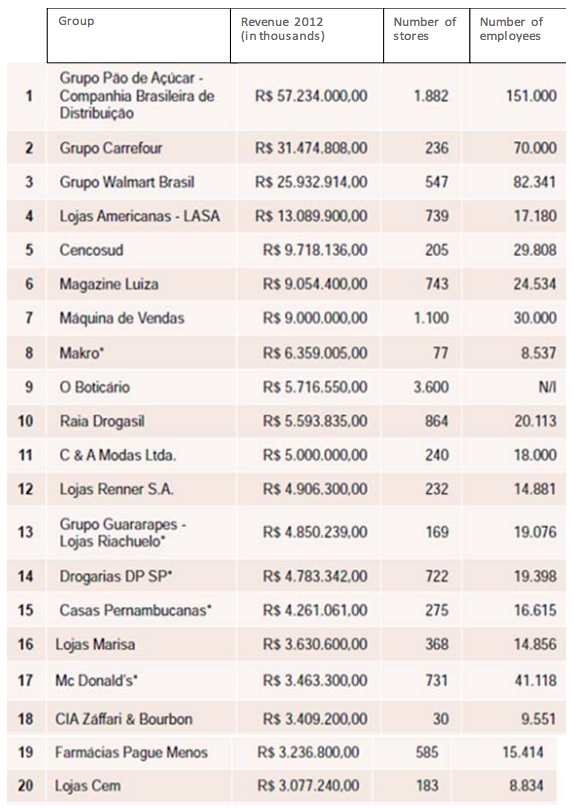 Group Revenue 2012 Number of Number of
(in thousands) stores employees
1 Grupo Pão de Açúcar -
Companhia Brasileira de R$ 57.234.000,00 1.882 151.000
Distribuição
2 Grupo Carrefour R$ 31.474.808,00 236 70.000
3 Grupo Walmart Brasil R$ 25.932.914,00 547 82.341
4 Lojas Americanas - LASA R$ 13.089.900,00 739 17.180
5 Cencosud R$ 9.718.136,00 205 29.808
6 Magazine Luiza R$ 9.054.400,00 743 24.534
7 Máquina de Vendas R$ 9.000.000,00 1.100 30.000
8 Makro* R$ 6.359.005,00 77 8.537
9 O Boticário R$ 5.716.550,00 3.600 N/I
10 Raia Drogasil R$ 5.593.835,00 864 20.113
11 C & A Modas Ltda. R$ 5.000.000,00 240 18.000
12 Lojas Renner S.A. R$ 4.906.300,00 232 14.881
13 Grupo Guararapes -
Lojas Riachuelo* R$ 4.850.239,00 169 19.076
14 Drogarias DP SP* R$ 4.783.342,00 722 19.398
15 Casas Pernambucanas* R$ 4.261.061,00 275 16.615
16 Lojas Marisa R$ 3.630.600,00 368 14.856
17 Mc Donald's* R$ 3.463.300,00 731 41.118
18 CIA Záffari & Bourbon R$ 3.409.200,00 30 9.551
19 Farmácias Pague Menos R$ 3.236.800,00 585 15.414
20 Lojas Cem R$ 3.077.240,00 183 8.834